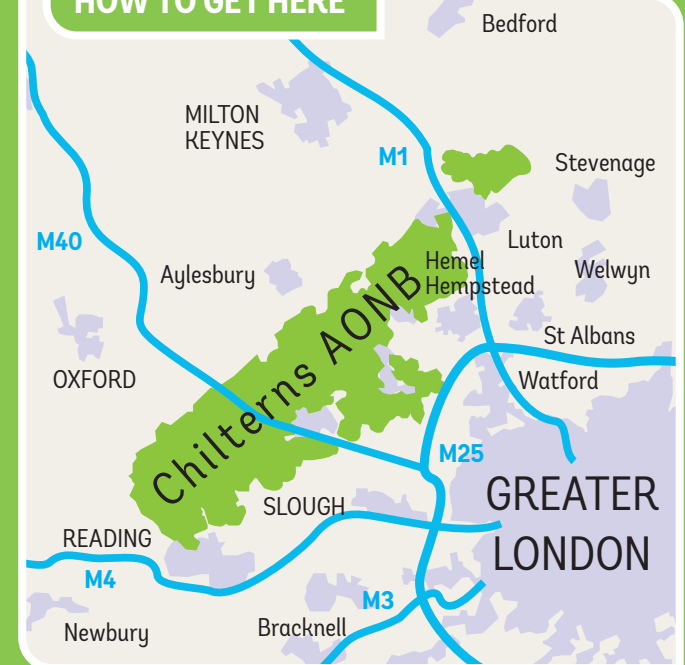 HOW TO GET HERE
Bedford
MILTON
KEYNES
M1
Stevenage
M40
Luton
Aylesbury
Hemel
Hempstead
Welwyn
Chilterns AONB
St Albans
OXFORD
Watford
M25
SLOUGH
GREATER
LONDON
READING
M4
M3
Newbury
Bracknell